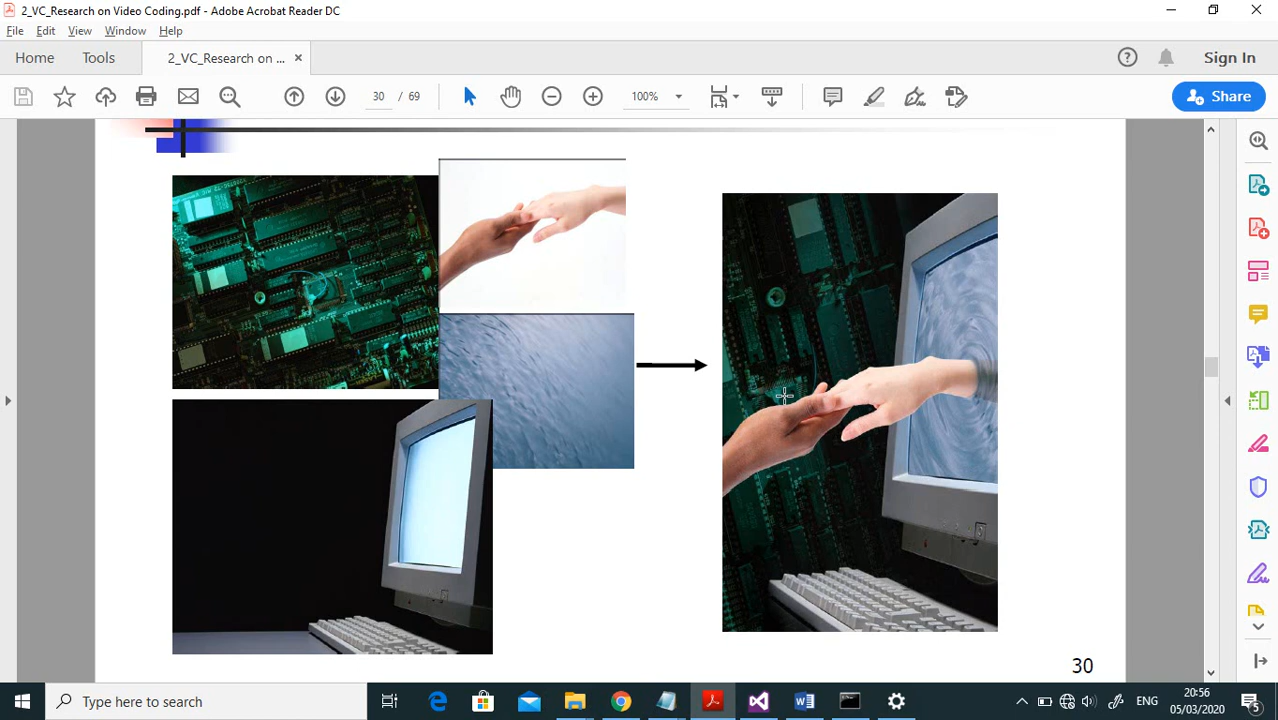 2_VC_Research on Video Coding.pdf - Adobe Acrobat Reader DC
File Edit View Window Help
Home Tools 2_VC_Research on ... × Sign In
30 / 69 100% Share
30
Type here to search
ENG
20:56
05/03/2020
5